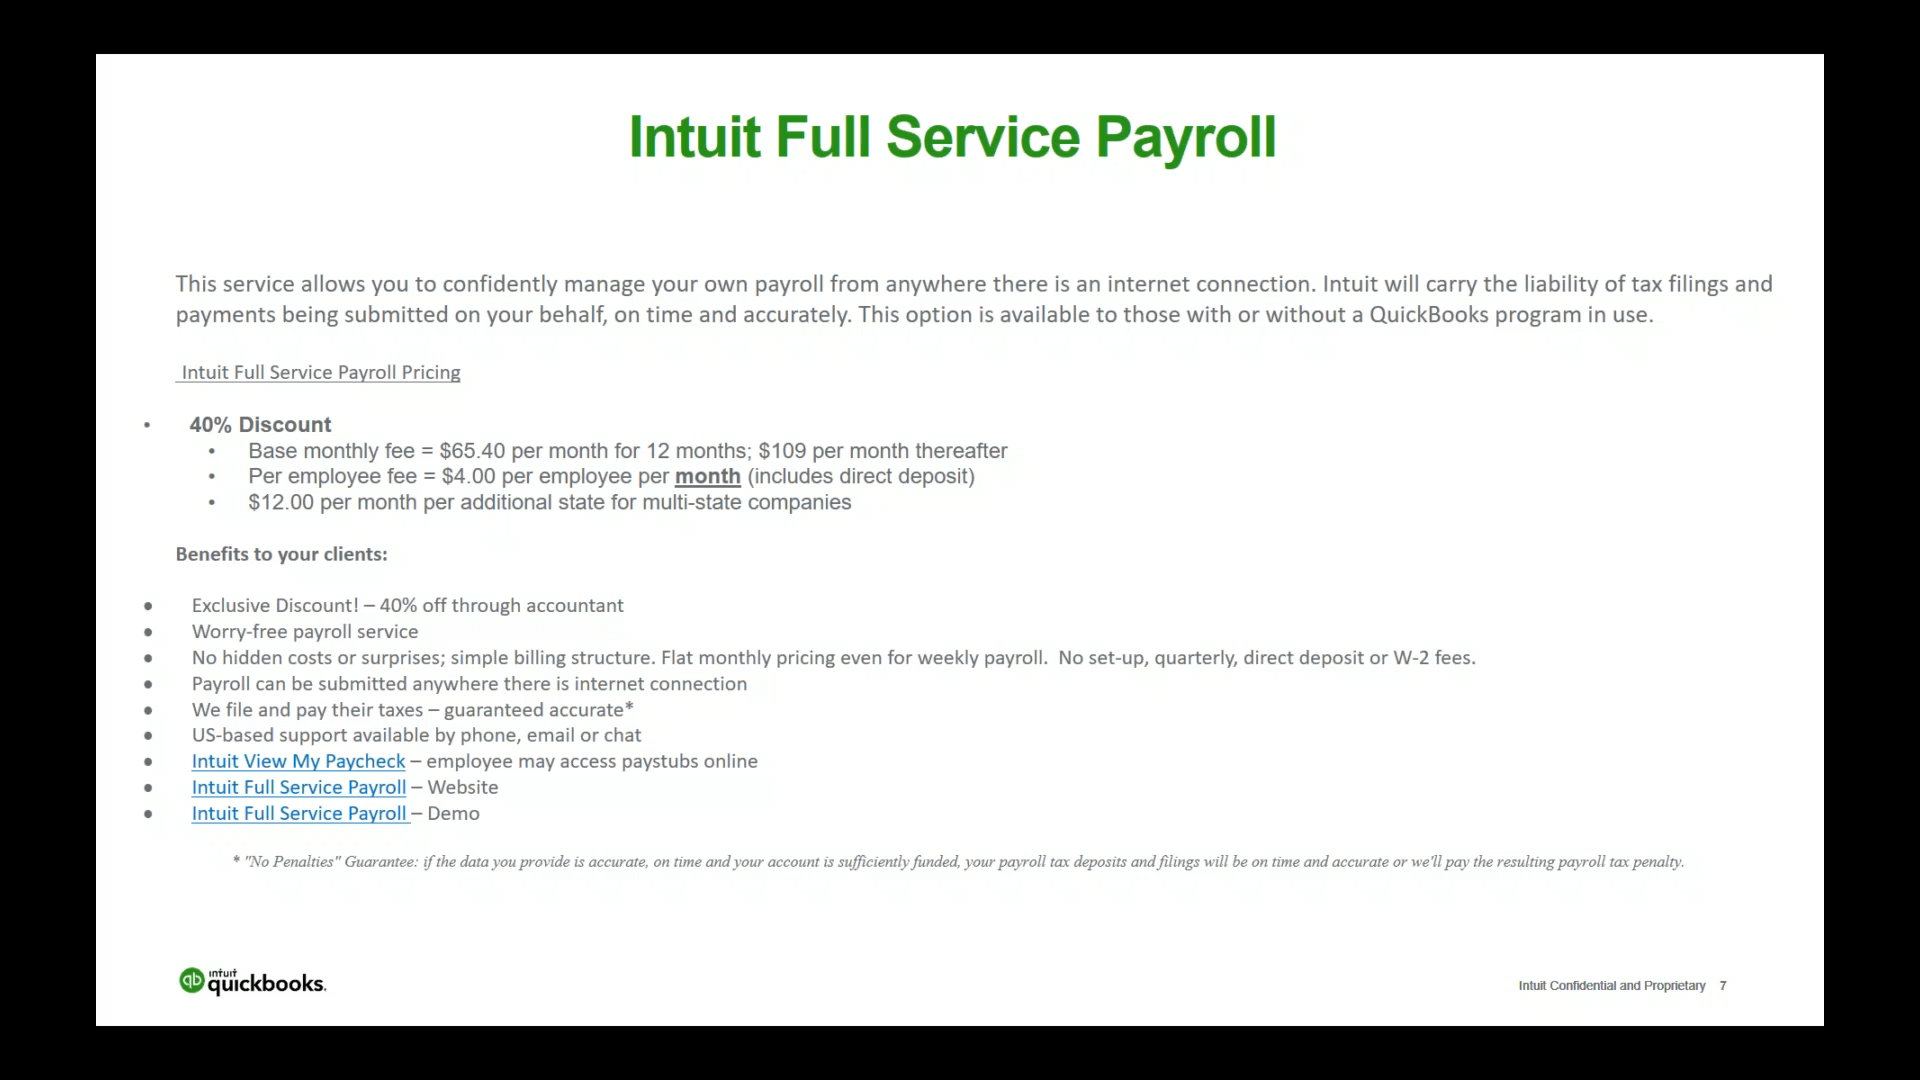 Intuit Full Service Payroll
This service allows you to confidently manage your own payroll from anywhere there is an internet connection. Intuit will carry the liability of tax filings and
payments being submitted on your behalf, on time and accurately. This option is available to those with or without a QuickBooks program in use.
Intuit Full Service Payroll Pricing
• 40% Discount
• Base monthly fee = $65.40 per month for 12 months; $109 per month thereafter
• Per employee fee = $4.00 per employee per month (includes direct deposit)
• $12.00 per month per additional state for multi-state companies
Benefits to your clients:
● Exclusive Discount! – 40% off through accountant
● Worry-free payroll service
● No hidden costs or surprises; simple billing structure. Flat monthly pricing even for weekly payroll.  No set-up, quarterly, direct deposit or W-2 fees.
● Payroll can be submitted anywhere there is internet connection
● We file and pay their taxes – guaranteed accurate*
● US-based support available by phone, email or chat
● Intuit View My Paycheck – employee may access paystubs online
● Intuit Full Service Payroll – Website
● Intuit Full Service Payroll – Demo
* "No Penalties" Guarantee: if the data you provide is accurate, on time and your account is sufficiently funded, your payroll tax deposits and filings will be on time and accurate or we'll pay the resulting payroll tax penalty.
qb intuit quickbooks.
Intuit Confidential and Proprietary 7